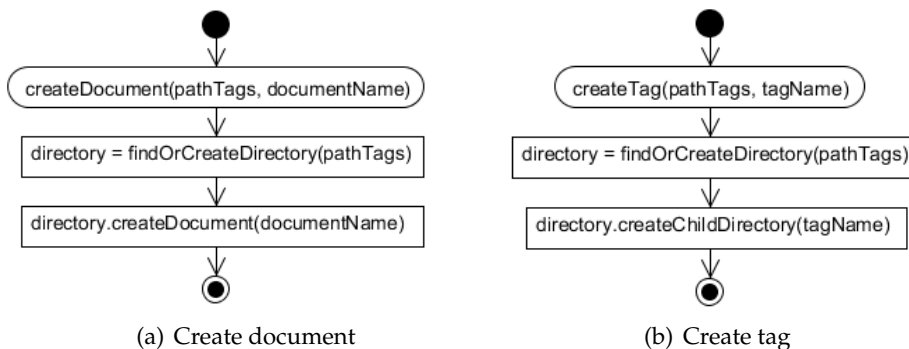 createDocument(pathTags, documentName)
directory = findOrCreateDirectory(pathTags)
directory.createDocument(documentName)
(a) Create document
createTag(pathTags, tagName)
directory = findOrCreateDirectory(pathTags)
directory.createChildDirectory(tagName)
(b) Create tag